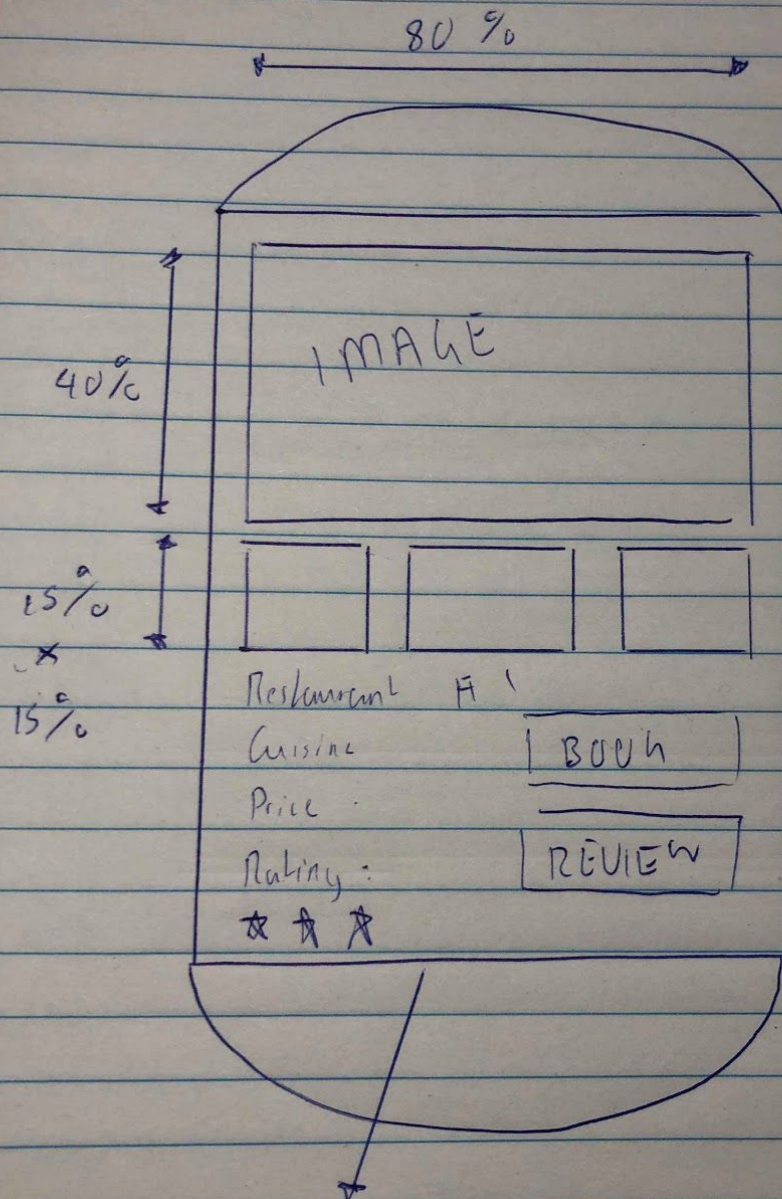 80 %
IMAGE
40%
15%
x
15%
Restaurant A
Cuisine
BOOK
Price
Rating:
REVIEW